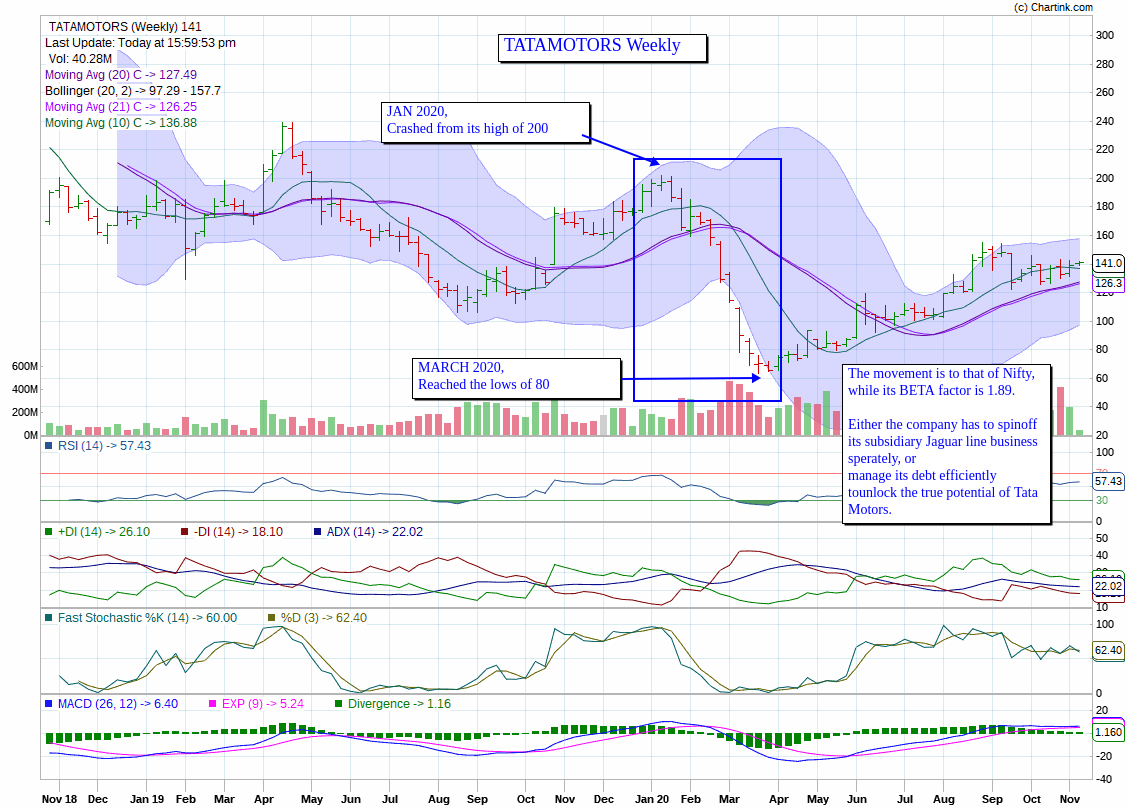 (c) Chartink.com
TATAMOTORS (Weekly) 141
Last Update: Today at 15:59:53 pm
Vol: 40.28M
Moving Avg (20) C -> 127.49
Bollinger (20, 2) -> 97.29 - 157.7
Moving Avg (21) C -> 126.25
Moving Avg (10) C -> 136.88
TATAMOTORS Weekly
JAN 2020,
Crashed from its high of 200
MARCH 2020,
Reached the lows of 80
The movement is to that of Nifty,
while its BETA factor is 1.89.
Either the company has to spinoff
its subsidiary Jaguar line business
sperately, or
manage its debt efficiently
tounlock the true potential of Tata
Motors.
300
280
260
240
220
200
180
160
141.0
126.3
120
100
80
60
40
20
600M
400M
200M
0M
RSI (14) -> 57.43
100
70
57.43
30
0
+DI (14) -> 26.10 -DI (14) -> 18.10 ADX (14) -> 22.02
50
40
22.02
10
Fast Stochastic %K (14) -> 60.00 %D (3) -> 62.40
100
62.40
0
MACD (26, 12) -> 6.40 EXP (9) -> 5.24 Divergence -> 1.16
20
1.160
-20
-40
Nov 18 Dec Jan 19 Feb Mar Apr May Jun Jul Aug Sep Oct Nov Dec Jan 20 Feb Mar Apr May Jun Jul Aug Sep Oct Nov